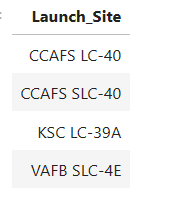 Launch_Site
CCAFS LC-40
CCAFS SLC-40
KSC LC-39A
VAFB SLC-4E